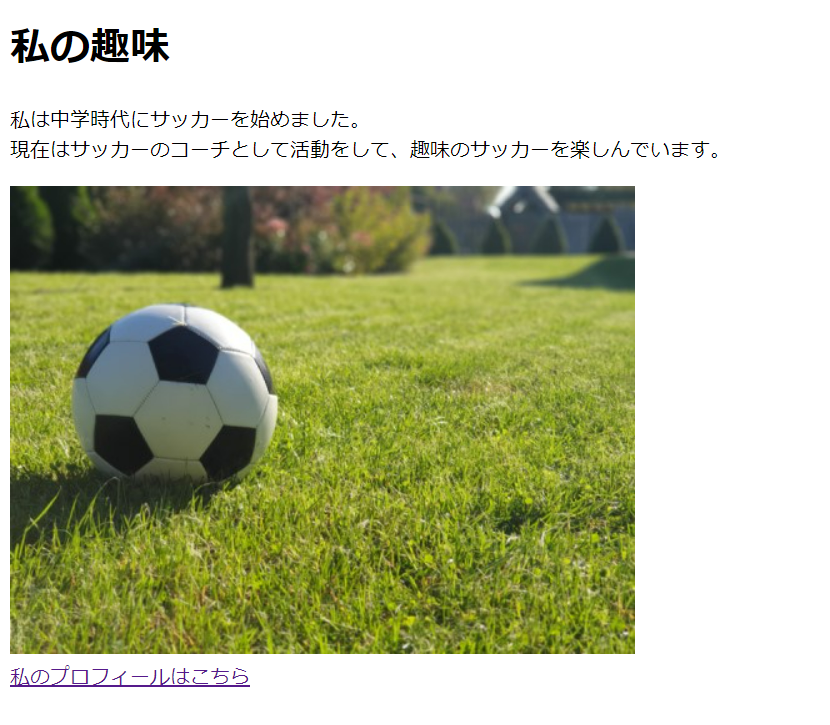 私の趣味
私は中学時代にサッカーを始めました。
現在はサッカーのコーチとして活動をして、趣味のサッカーを楽しんでいます。
私のプロフィールはこちら